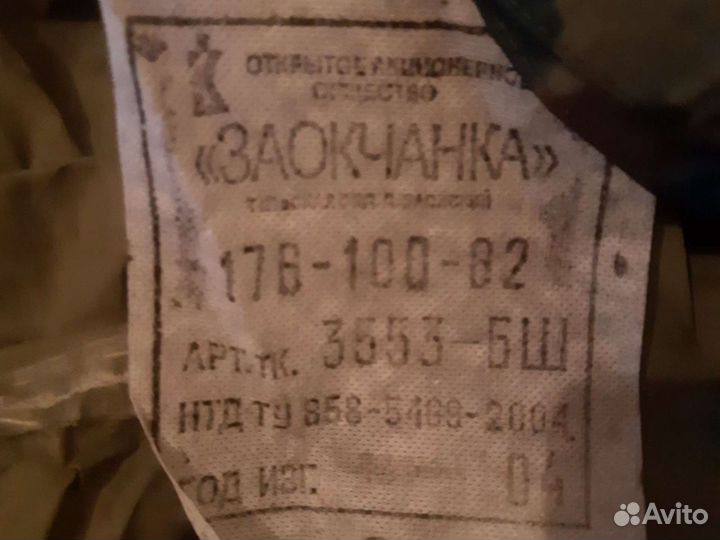 ОТКРЫТОЕ АКЦИОНЕРНОЕ
ОБЩЕСТВО
«ЗАОКЧАНКА»
176-100-82
АРТ.ТК. 3553-БШ
НТД ТУ 858-5469-2004
ГОД ИЗГ. 04
Avito